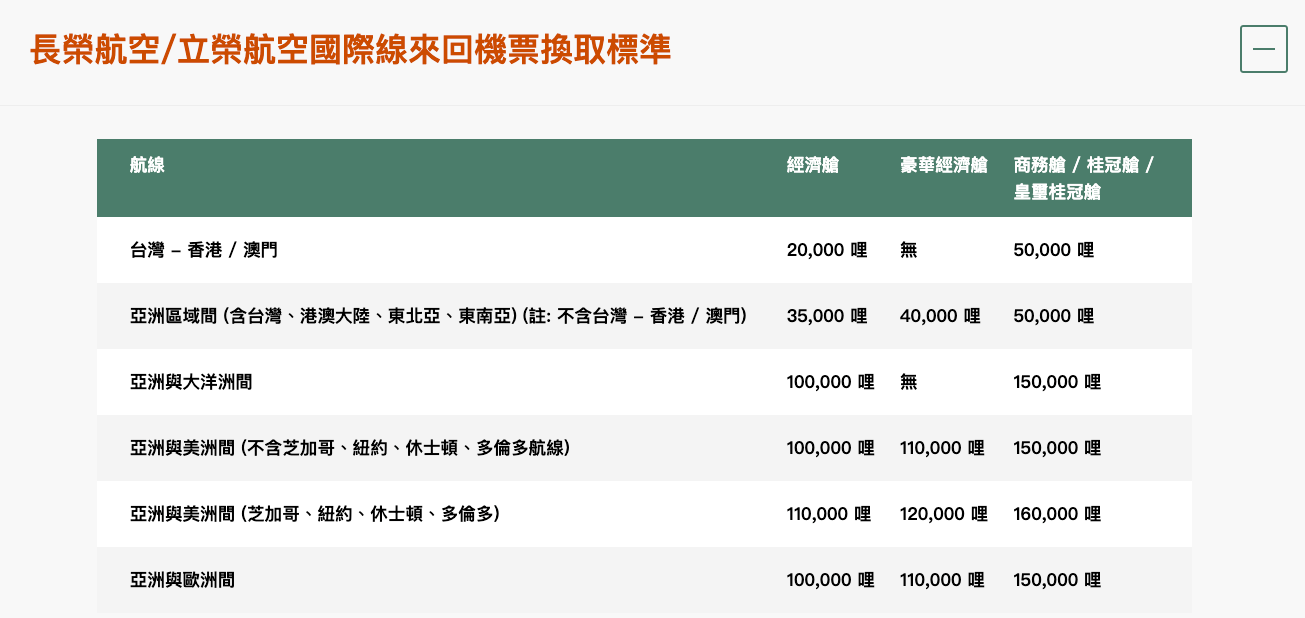 長榮航空/立榮航空國際線來回機票換取標準
航線 經濟艙 豪華經濟艙 商務艙 / 桂冠艙 /
皇璽桂冠艙
台灣 – 香港 / 澳門 20,000 哩 無 50,000 哩
亞洲區域間 (含台灣、港澳大陸、東北亞、東南亞) (註: 不含台灣 – 香港 / 澳門) 35,000 哩 40,000 哩 50,000 哩
亞洲與大洋洲間 100,000 哩 無 150,000 哩
亞洲與美洲間 (不含芝加哥、紐約、休士頓、多倫多航線) 100,000 哩 110,000 哩 150,000 哩
亞洲與美洲間 (芝加哥、紐約、休士頓、多倫多) 110,000 哩 120,000 哩 160,000 哩
亞洲與歐洲間 100,000 哩 110,000 哩 150,000 哩